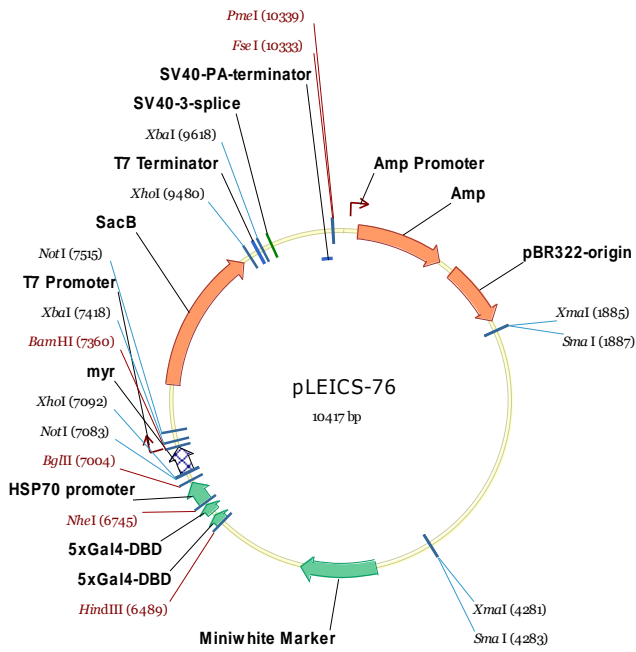 PmeI (10339)
FseI (10333)
SV40-PA-terminator
SV40-3-splice
XbaI (9618)
T7 Terminator
XhoI (9480)
SacB
NotI (7515)
T7 Promoter
XbaI (7418)
BamHI (7360)
myr
XhoI (7092)
NotI (7083)
BglII (7004)
HSP70 promoter
NheI (6745)
5xGal4-DBD
5xGal4-DBD
HindIII (6489)
Miniwhite Marker
Amp Promoter
Amp
pBR322-origin
XmaI (1885)
SmaI (1887)
pLEICS-76
10417 bp
XmaI (4281)
SmaI (4283)